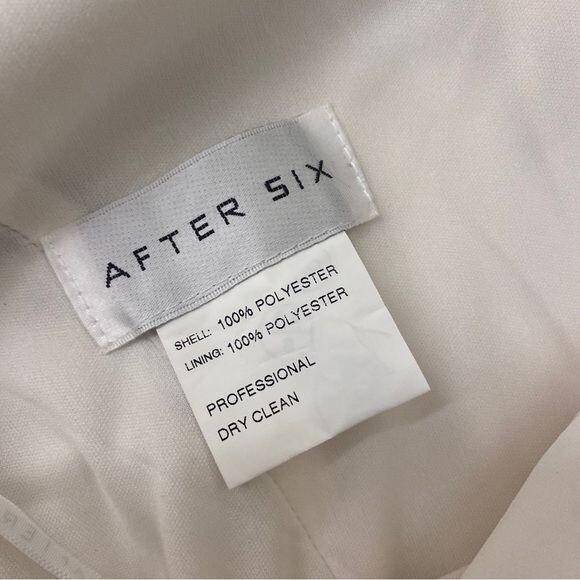 AFTER SIX
SHELL: 100% POLYESTER
LINING: 100% POLYESTER
PROFESSIONAL
DRY CLEAN